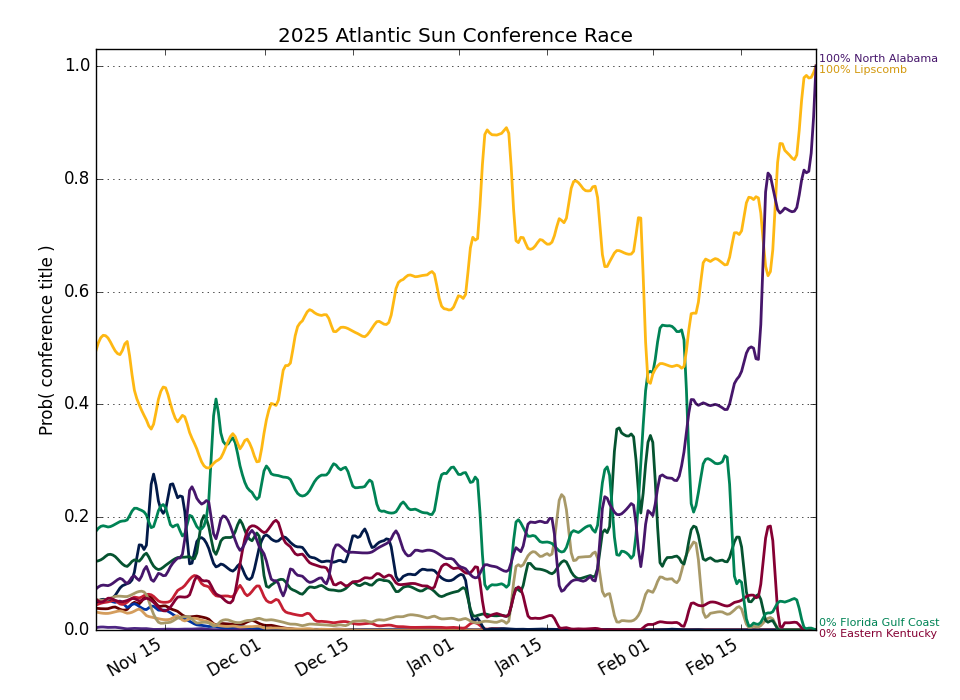 2025 Atlantic Sun Conference Race
1.0
0.8
0.6
0.4
0.2
0.0
Prob( conference title )
100% North Alabama
100% Lipscomb
0% Florida Gulf Coast
0% Eastern Kentucky
Nov 15
Dec 01
Dec 15
Jan 01
Jan 15
Feb 01
Feb 15